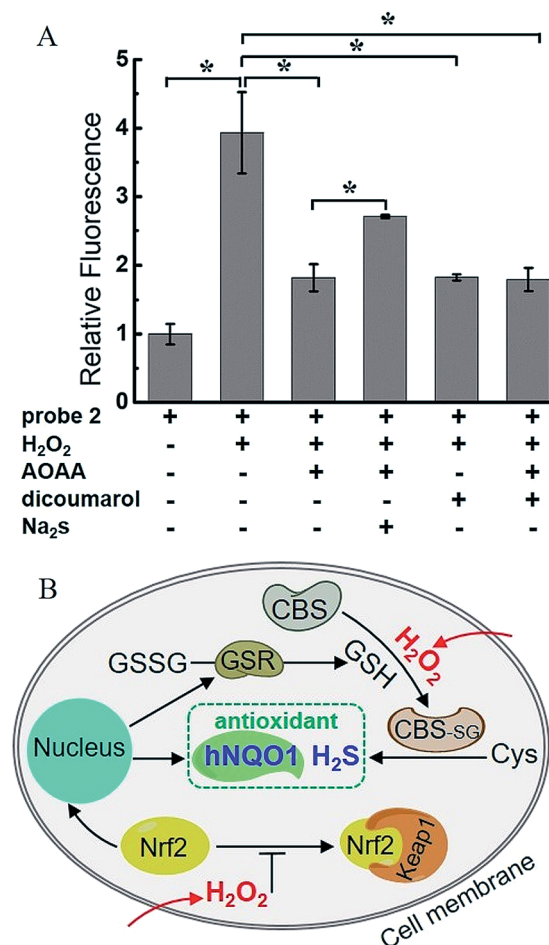 A
Relative Fluorescence
5
4
3
2
1
0
*
*
*
*
*
probe 2 + + + + + +
H₂O₂ - + + + + +
AOAA - - + + - +
dicoumarol - - - - + +
Na₂s - - - + - -
B
CBS
H₂O₂
GSSG
GSR
GSH
CBS-SG
antioxidant
Nucleus
hNQO1 H₂S
Cys
Nrf2
Nrf2
Keap1
H₂O₂
Cell membrane